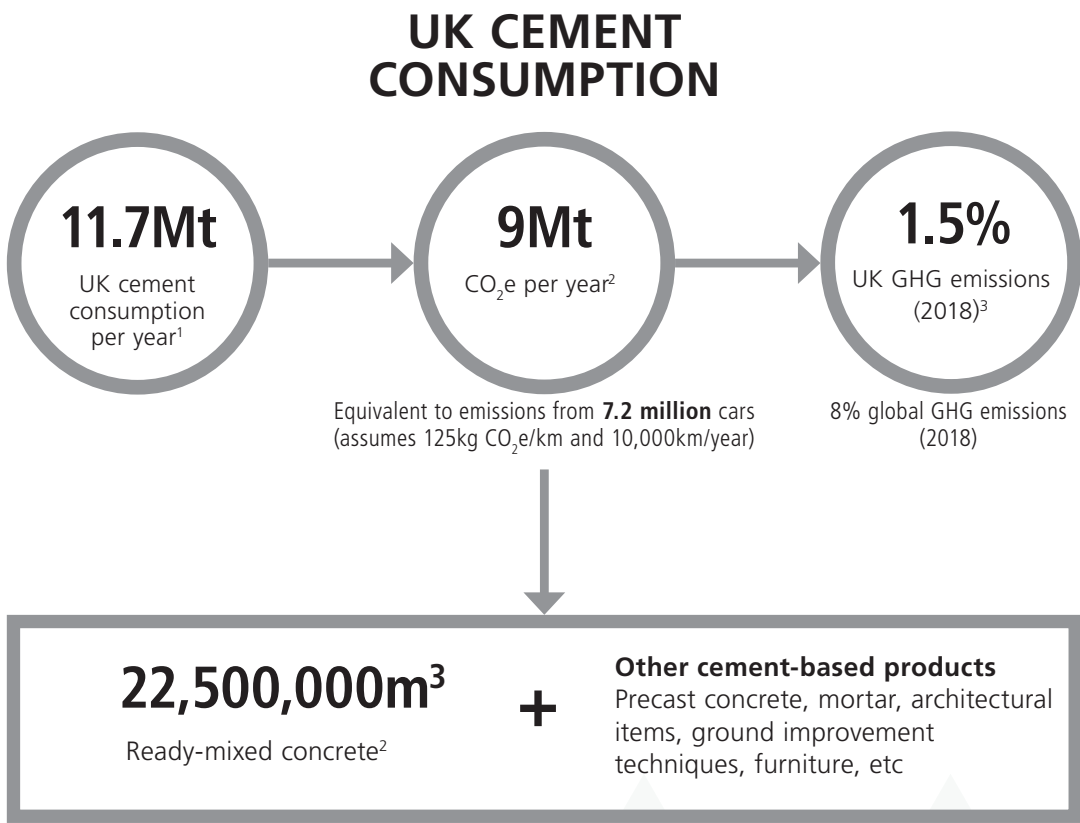 UK CEMENT
CONSUMPTION
11.7Mt
UK cement
consumption
per year¹
9Mt
CO₂e per year²
1.5%
UK GHG emissions
(2018)³
Equivalent to emissions from 7.2 million cars
(assumes 125kg CO₂e/km and 10,000km/year)
8% global GHG emissions
(2018)
22,500,000m³
Ready-mixed concrete²
+
Other cement-based products
Precast concrete, mortar, architectural
items, ground improvement
techniques, furniture, etc